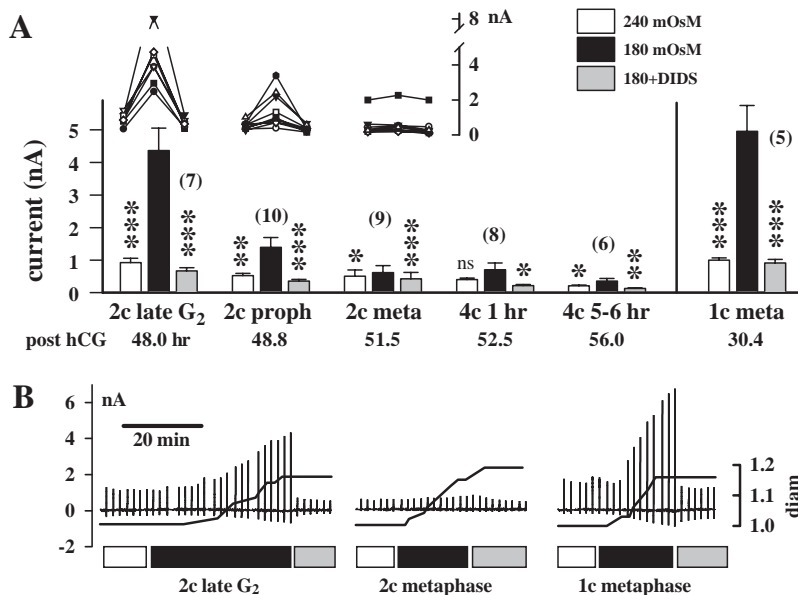 A
8 nA
4
2
0
240 mOsM
180 mOsM
180+DIDS
current (nA)
5
4
3
2
1
0
(7)
(10)
(9)
(8)
(6)
(5)
*** *** ** *** * *** ns * * ** *** ***
2c late G2 2c proph 2c meta 4c 1 hr 4c 5-6 hr 1c meta
post hCG 48.0 hr 48.8 51.5 52.5 56.0 30.4
B
nA
20 min
6
4
2
0
-2
1.2
1.1
1.0
diam
2c late G2 2c metaphase 1c metaphase